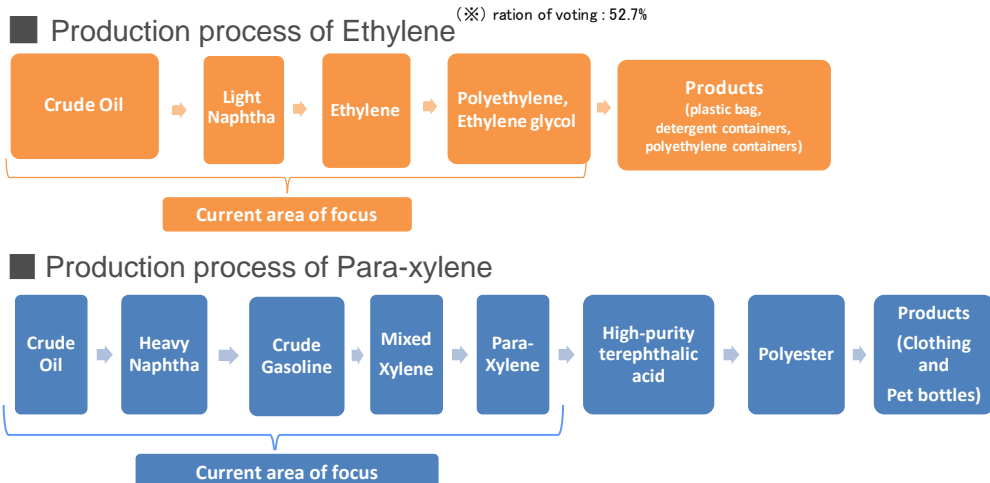 (※) ration of voting : 52.7%
■ Production process of Ethylene
Crude Oil
Light
Naphtha
Ethylene
Polyethylene,
Ethylene glycol
Products
(plastic bag,
detergent containers,
polyethylene containers)
Current area of focus
■ Production process of Para-xylene
Crude
Oil
Heavy
Naphtha
Crude
Gasoline
Mixed
Xylene
Para-
Xylene
High-purity
terephthalic
acid
Polyester
Products
(Clothing
and
Pet bottles)
Current area of focus